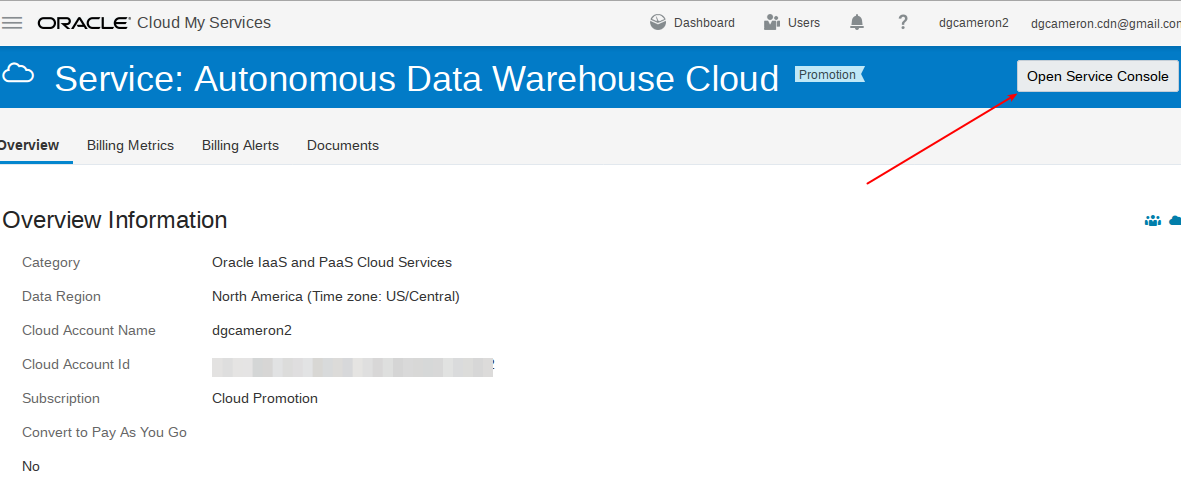 ORACLE Cloud My Services Dashboard Users ? dgcameron2 dgcameron.cdn@gmail.con
Service: Autonomous Data Warehouse Cloud Promotion Open Service Console
Overview Billing Metrics Billing Alerts Documents
Overview Information
Category Oracle IaaS and PaaS Cloud Services
Data Region North America (Time zone: US/Central)
Cloud Account Name dgcameron2
Cloud Account Id
Subscription Cloud Promotion
Convert to Pay As You Go
No